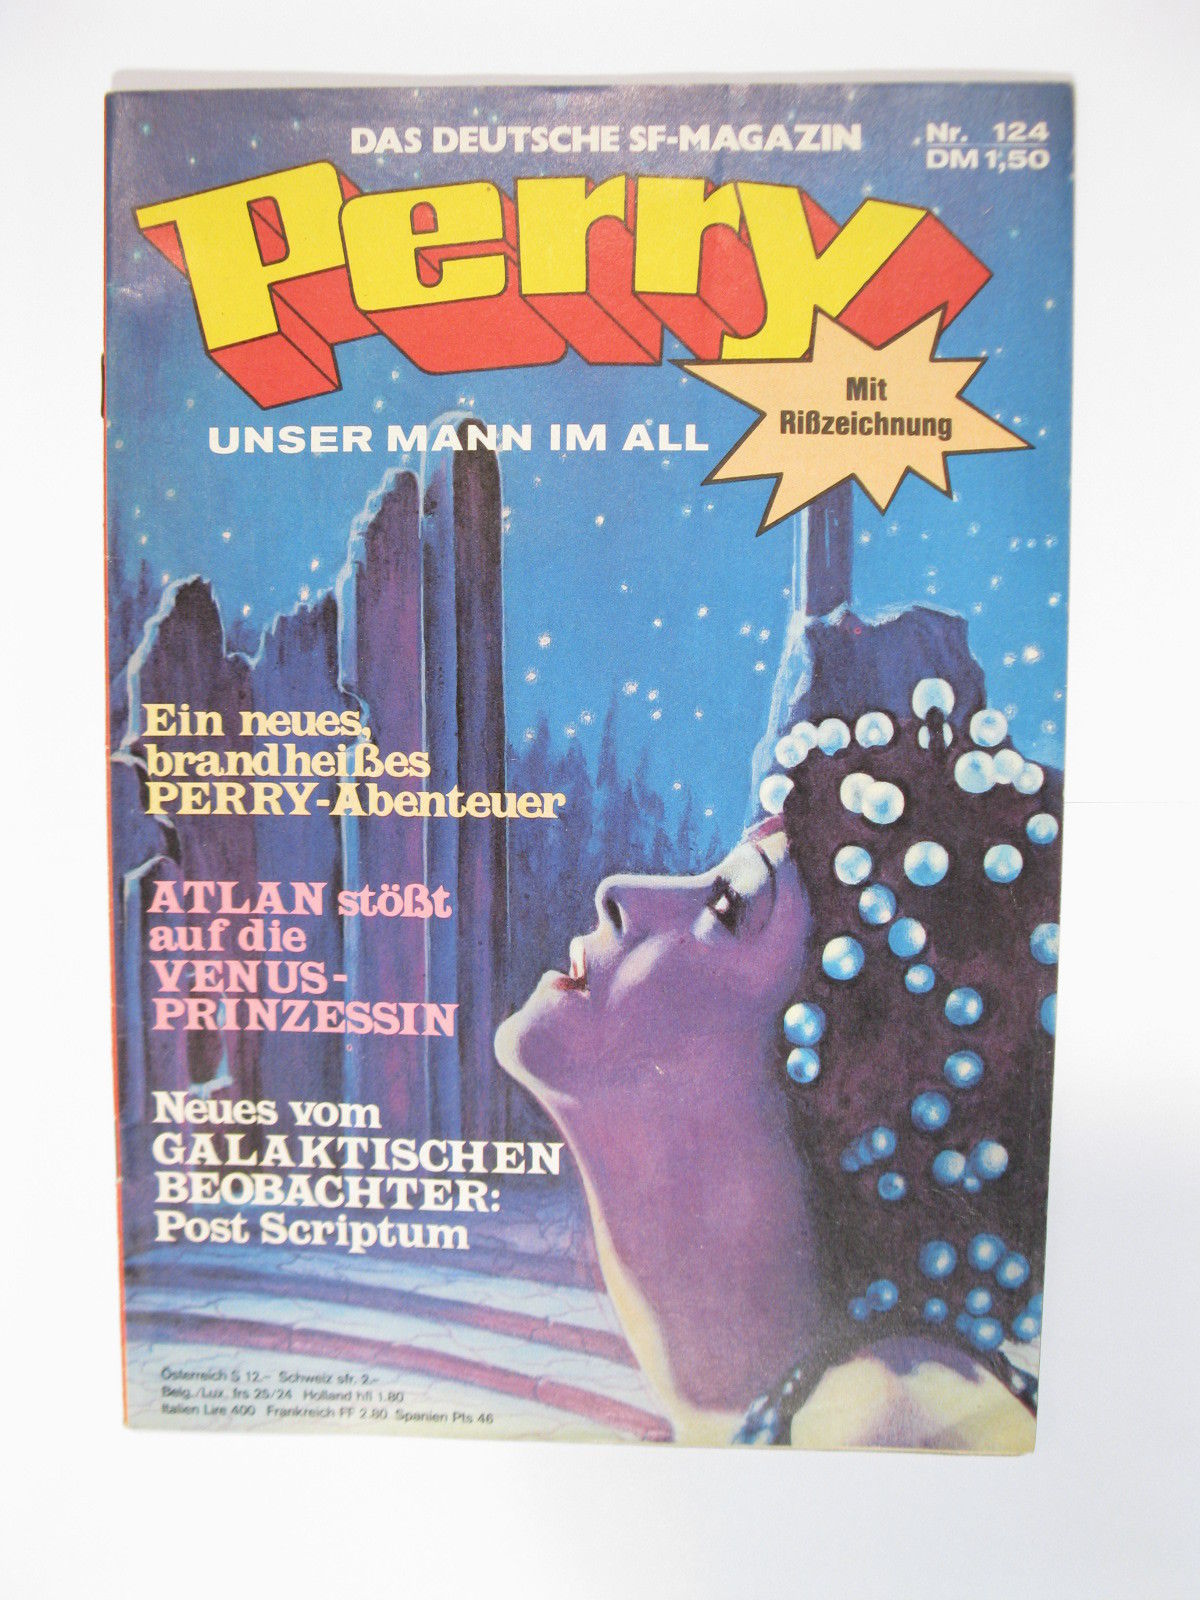 DAS DEUTSCHE SF-MAGAZIN
Nr. 124
DM 1,50
Perry
Mit
Rißzeichnung
UNSER MANN IM ALL
Ein neues,
brandheißes
PERRY-Abenteuer
ATLAN stößt
auf die
VENUS-
PRINZESSIN
Neues vom
GALAKTISCHEN
BEOBACHTER:
Post Scriptum
Österreich S 12.- Schweiz sfr. 2.-
Belg./Lux. frs 25/24 Holland hfl 1.80
Italien Lire 400 Frankreich FF 2.80 Spanien Pts 46